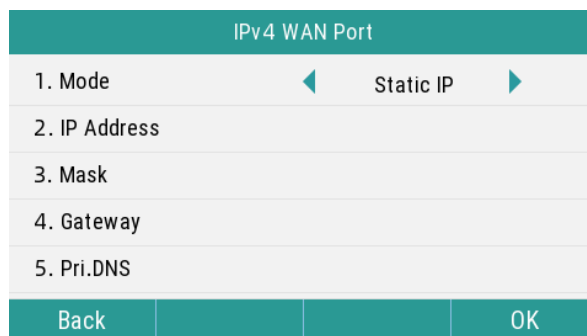 IPv4 WAN Port
1. Mode Static IP
2. IP Address
3. Mask
4. Gateway
5. Pri.DNS
Back OK